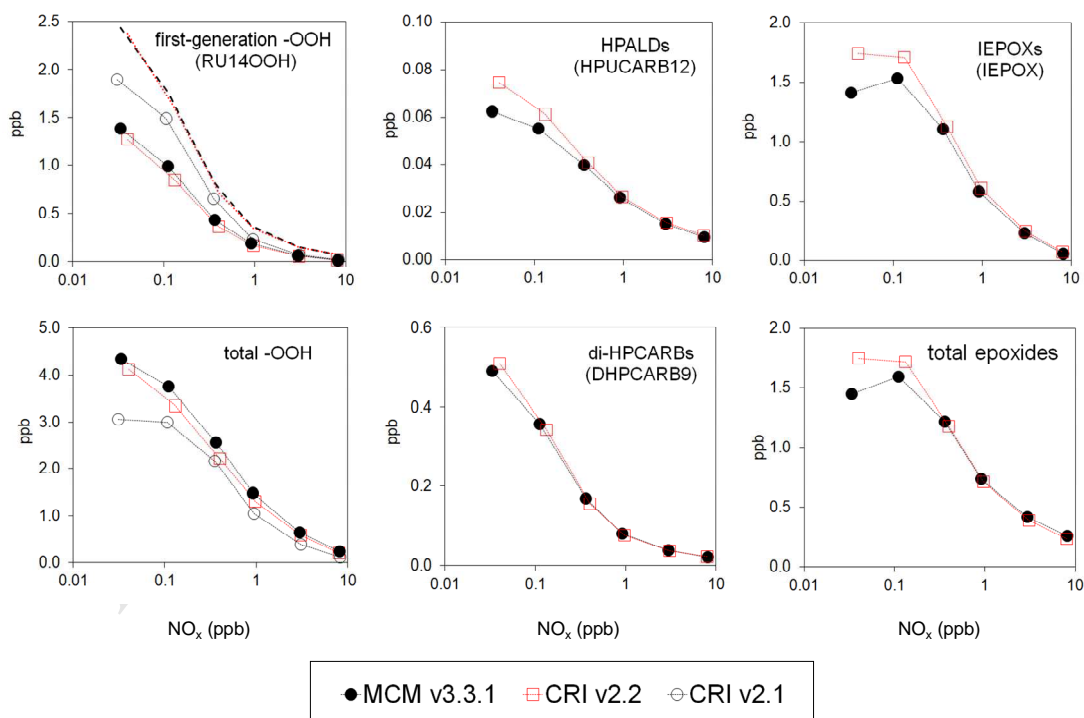 first-generation -OOH
(RU14OOH)
ppb
2.5
2.0
1.5
1.0
0.5
0.0
0.01
0.1
1
10
HPALDs
(HPUCARB12)
ppb
0.10
0.08
0.06
0.04
0.02
0.00
0.01
0.1
1
10
IEPOXs
(IEPOX)
ppb
2.0
1.5
1.0
0.5
0.0
0.01
0.1
1
10
total -OOH
ppb
5.0
4.0
3.0
2.0
1.0
0.0
0.01
0.1
1
10
NOx (ppb)
di-HPCARBs
(DHPCARB9)
ppb
0.6
0.4
0.2
0.0
0.01
0.1
1
10
NOx (ppb)
total epoxides
ppb
2.0
1.5
1.0
0.5
0.0
0.01
0.1
1
10
NOx (ppb)
MCM v3.3.1 CRI v2.2 CRI v2.1